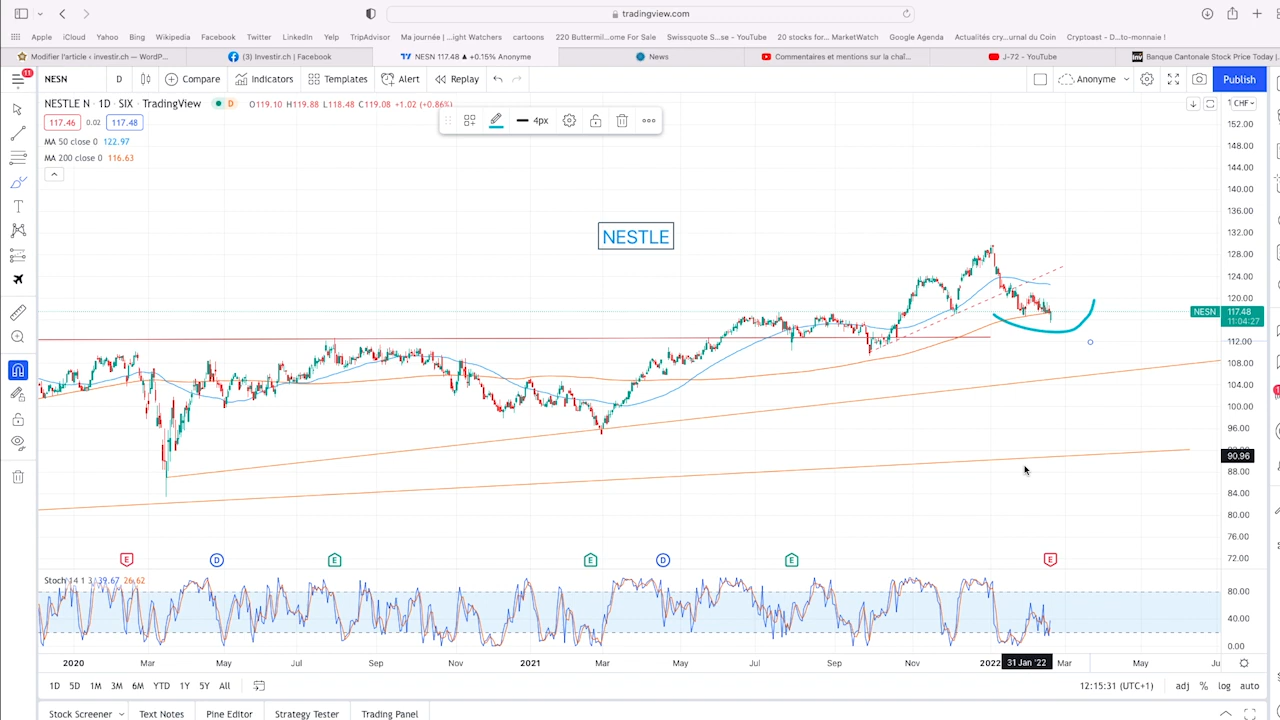 tradingview.com
Apple iCloud Yahoo Bing Wikipedia Facebook Twitter LinkedIn Yelp TripAdvisor Ma journée | ...ight Watchers cartoons 220 Buttermil...ome For Sale Swissquote S...se - YouTube 20 stocks for... MarketWatch Google Agenda Actualités cry...urnal du Coin Cryptoast - D...to-monnaie !
Modifier l'article ‹ investir.ch — WordP... (3) Investir.ch | Facebook NESN 117.48 ▲ +0.15% Anonyme News Commentaires et mentions sur la chaî... J-72 - YouTube Banque Cantonale Stock Price Today |
11
NESN D Compare Indicators Templates Alert Replay Anonyme Publish
NESTLE N · 1D · SIX TradingView D O119.10 H119.88 L118.48 C119.08 +1.02 (+0.86%) CHF
117.46 0.02 117.48
4px
MA 50 close 0 122.97
MA 200 close 0 116.63
NESTLE
152.00
148.00
144.00
140.00
136.00
132.00
128.00
124.00
120.00
NESN 117.48
11:04:27
112.00
108.00
104.00
100.00
96.00
90.96
88.00
84.00
80.00
76.00
72.00
E D E E D E E
Stoch 14 1 3 39.67 26.62
80.00
40.00
0.00
2020 Mar May Jul Sep Nov 2021 Mar May Jul Sep Nov 2022 31 Jan '22 Mar May
1D 5D 1M 3M 6M YTD 1Y 5Y All 12:15:31 (UTC+1) adj % log auto
Stock Screener Text Notes Pine Editor Strategy Tester Trading Panel